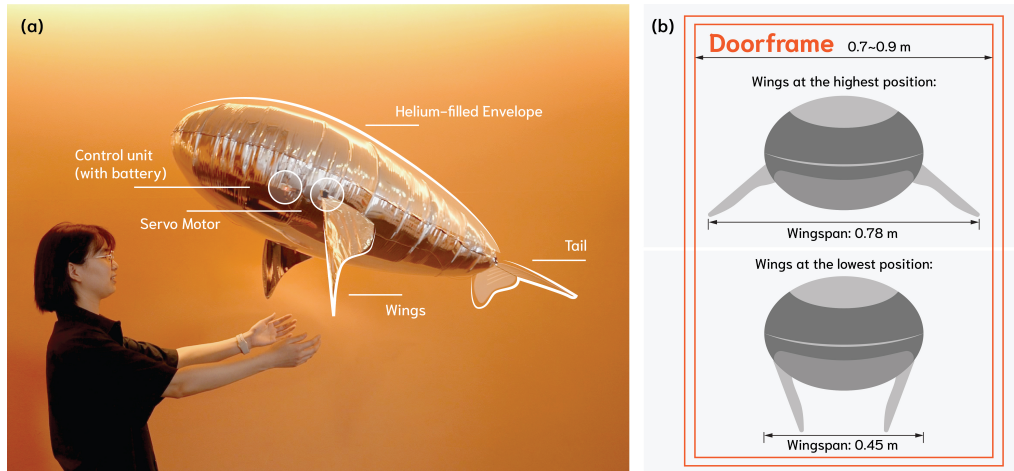 (a)
Helium-filled Envelope
Control unit
(with battery)
Servo Motor
Tail
Wings
(b)
Doorframe 0.7~0.9 m
Wings at the highest position:
Wingspan: 0.78 m
Wings at the lowest position:
Wingspan: 0.45 m